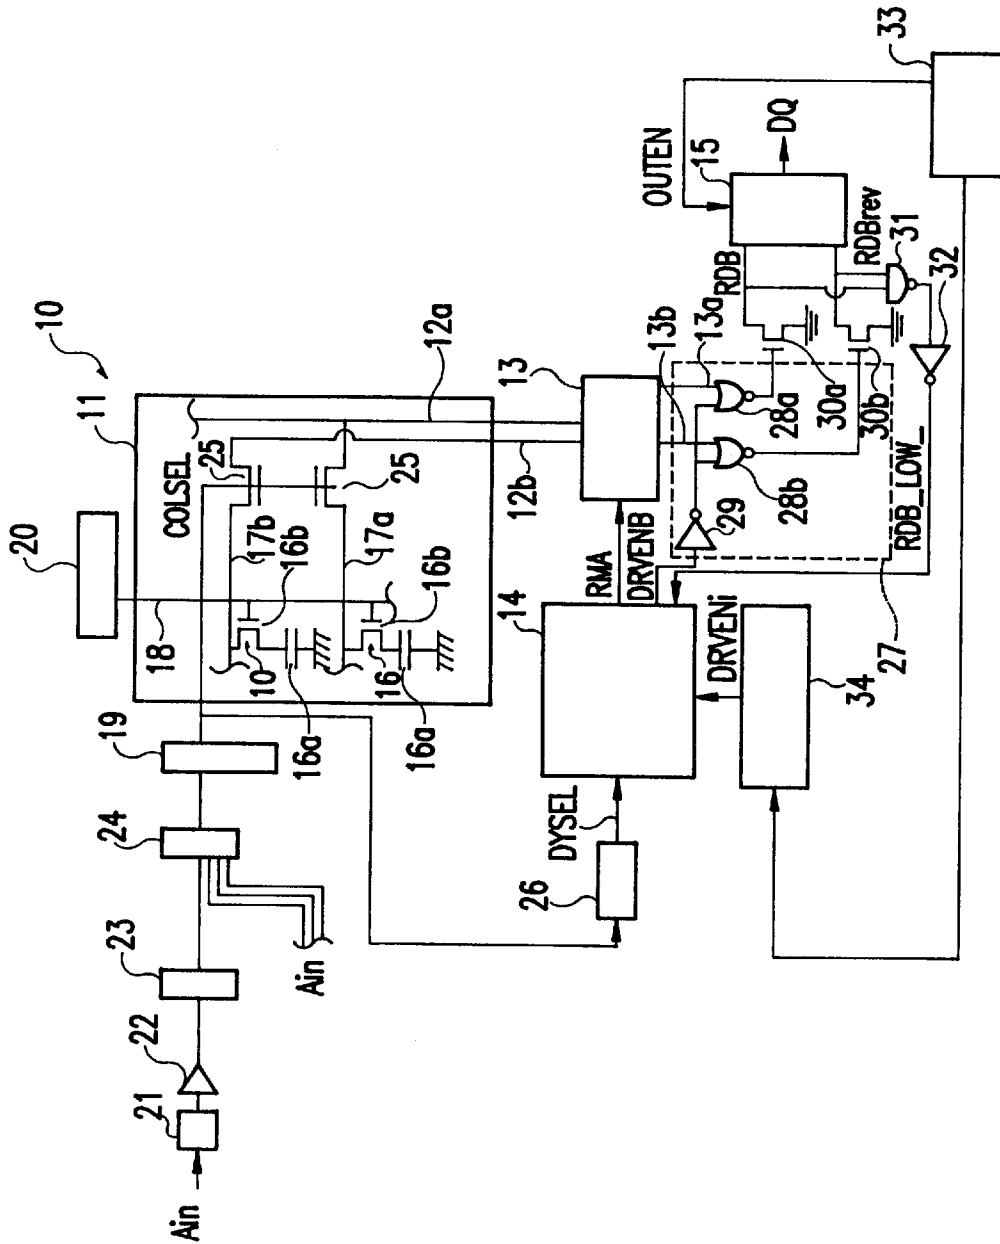 10
20
11
COLSEL
25
12a
17b
16b
18
25
17a
16b
10
16
16a
16a
12b
19
24
Ain
23
22
21
Ain
13
RMA
DRVENB
14
13b
13a
28a
28b
29
27
30a
30b
RDB_LOW_
DYSEL
26
DRVENi
34
OUTEN
15
DQ
RDB
RDBrev
31
32
33